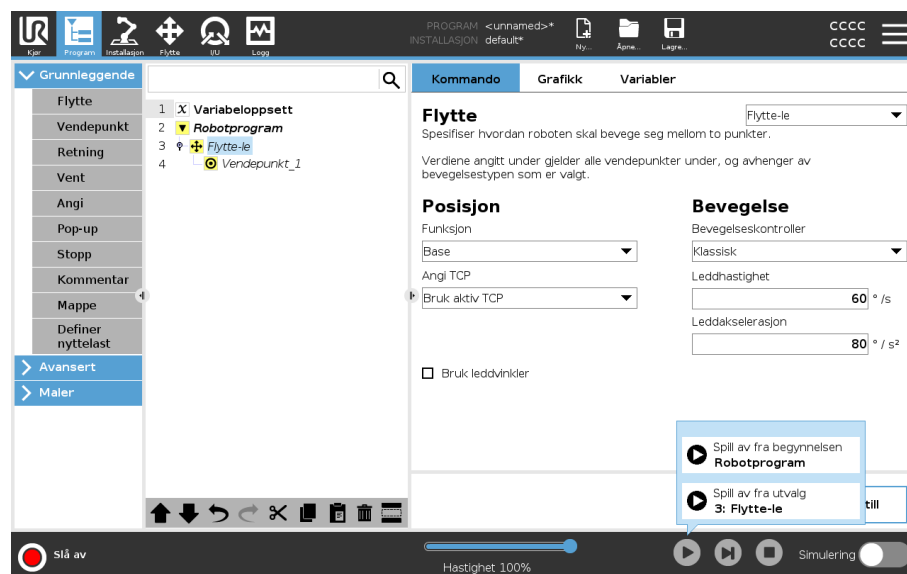 UR
PROGRAM <unnamed>*
INSTALLASJON default*
Kjør
Program
Installasjon
Flytte
I/U
Logg
Ny...
Åpne...
Lagre...
CCCC
CCCC
Grunnleggende
Flytte
Vendepunkt
Retning
Vent
Angi
Pop-up
Stopp
Kommentar
Mappe
Definer
nyttelast
Avansert
Maler
1 X Variabeloppsett
2 Robotprogram
3 Flytte-le
4 Vendepunkt_1
Kommando Grafikk Variabler
Flytte
Flytte-le
Spesifiser hvordan roboten skal bevege seg mellom to punkter.
Verdiene angitt under gjelder alle vendepunkter under, og avhenger av
bevegelsestypen som er valgt.
Posisjon
Funksjon
Base
Angi TCP
Bruk aktiv TCP
Bruk leddvinkler
Bevegelse
Bevegelseskontroller
Klassisk
Leddhastighet
60 ° /s
Leddakselerasjon
80 ° / s²
Spill av fra begynnelsen
Robotprogram
Spill av fra utvalg
3: Flytte-le
till
Slå av
Hastighet 100%
Simulering